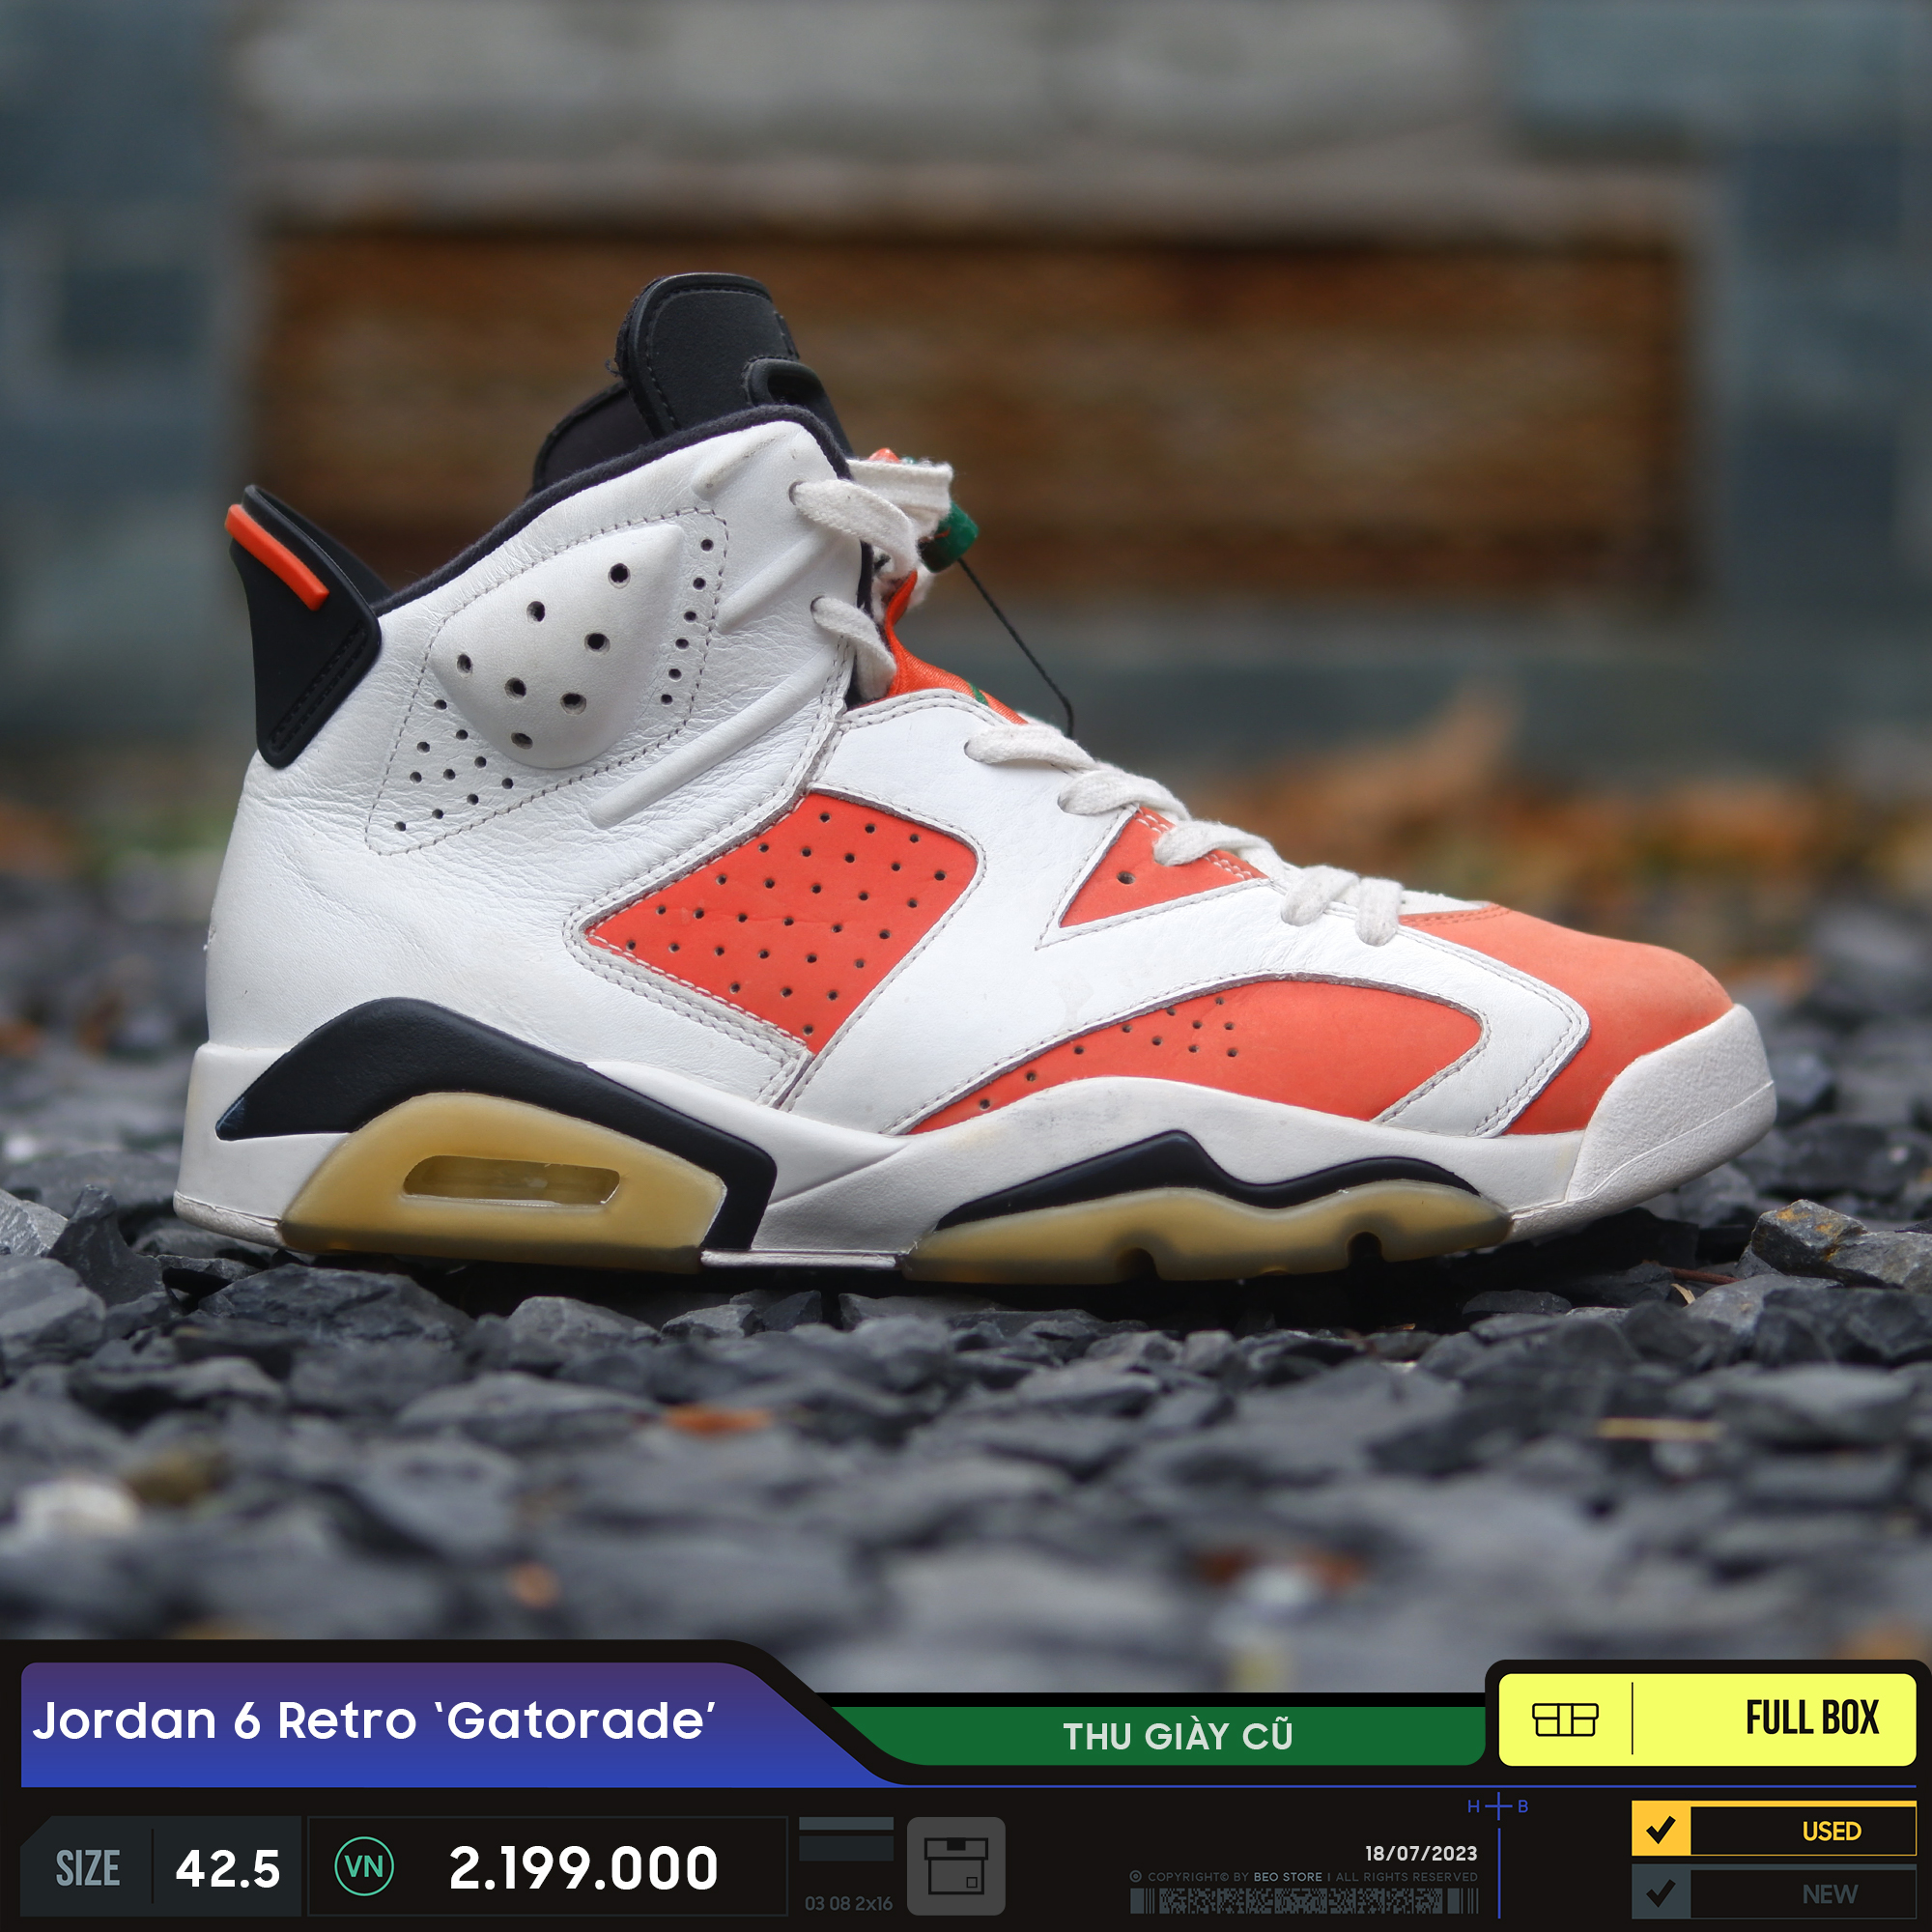 Jordan 6 Retro ‘Gatorade’
THU GIÀY CŨ
FULL BOX
H B
SIZE 42.5
VN 2.199.000
03 08 2x16
18/07/2023
COPYRIGHT© BY BEO STORE | ALL RIGHTS RESERVED
USED
NEW